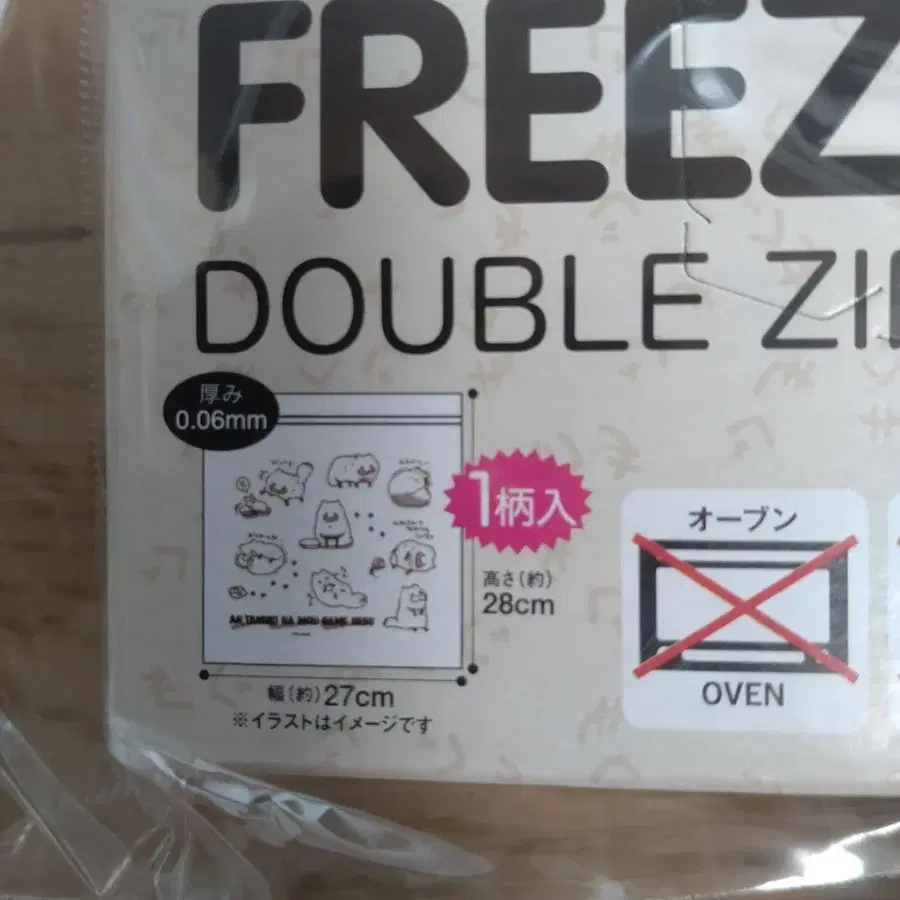 FREEZ
DOUBLE ZI
厚み
0.06mm
1柄入
高さ(約)
28cm
幅(約)27cm
※イラストはイメージです
オーブン
OVEN